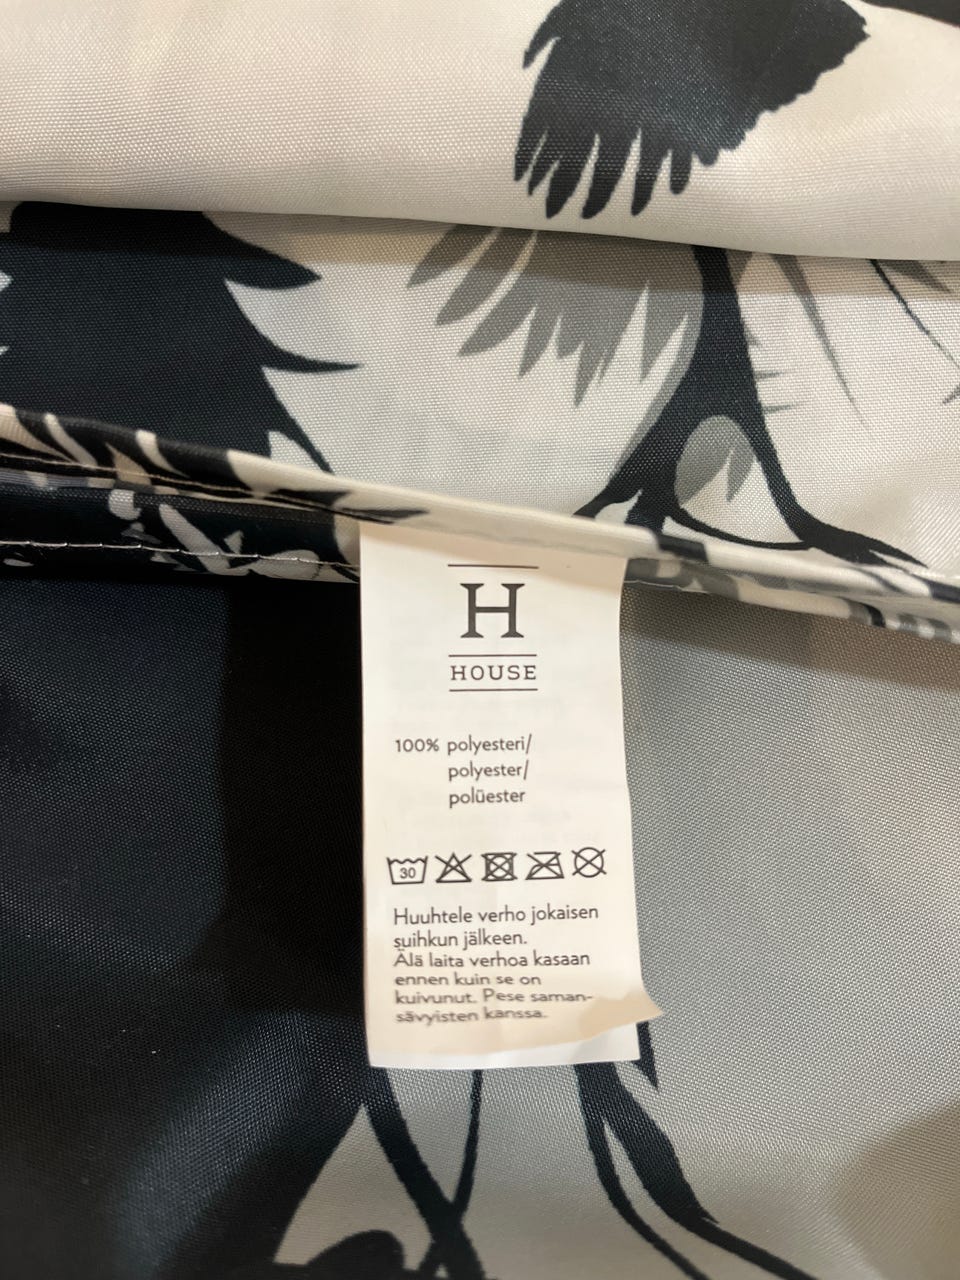 H
HOUSE
100% polyesteri/
polyester/
polüester
30
Huuhtele verho jokaisen
suihkun jälkeen.
Älä laita verhoa kasaan
ennen kuin se on
kuivunut. Pese saman-
sävyisten kanssa.